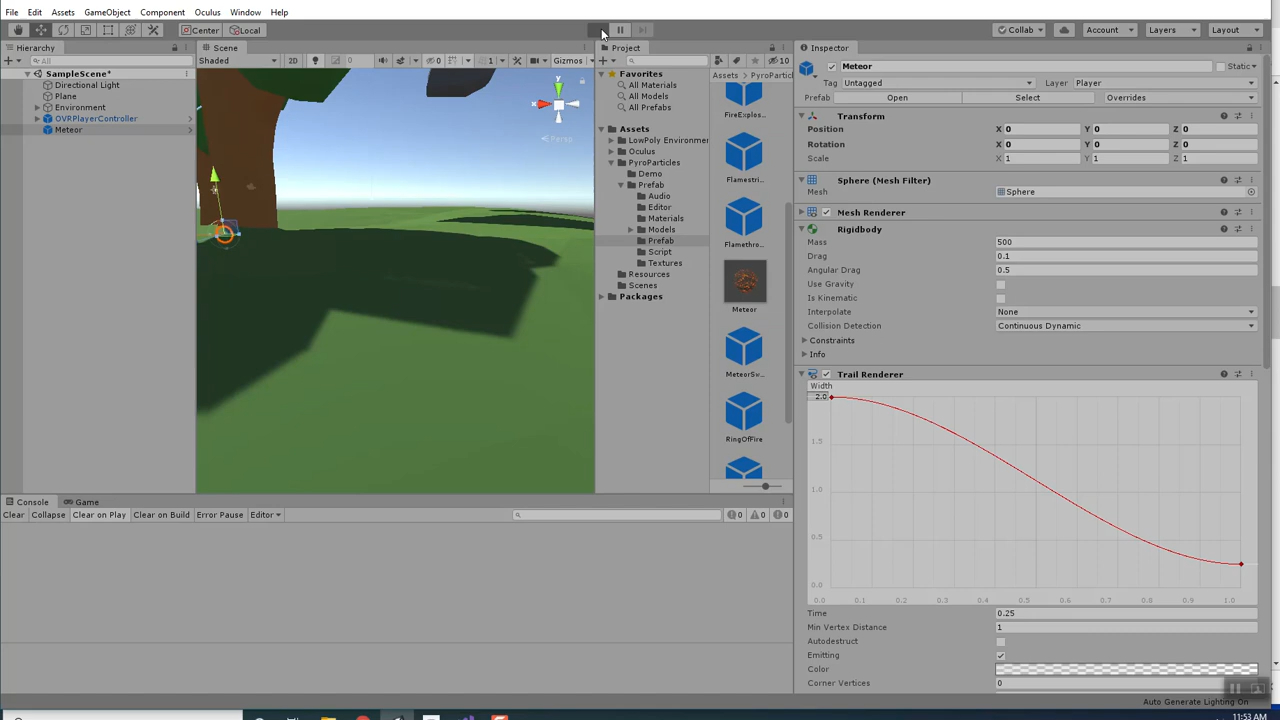 File Edit Assets GameObject Component Oculus Window Help
Center Local Collab Account Layers Layout
Hierarchy
All
SampleScene*
Directional Light
Plane
Environment
OVRPlayerController
Meteor
Scene
Shaded 2D 0 0 1 Gizmos
y
x
z
Persp
Project
10
Favorites
All Materials
All Models
All Prefabs
Assets
LowPoly Environme
Oculus
PyroParticles
Demo
Prefab
Audio
Editor
Materials
Models
Prefab
Script
Textures
Resources
Scenes
Packages
Assets PyroParticl
FireExplos...
Flamestri...
Flamethro...
Meteor
MeteorSw...
RingOfFire
Inspector
Meteor Static
Tag Untagged Layer Player
Prefab Open Select Overrides
Transform
Position X 0 Y 0 Z 0
Rotation X 0 Y 0 Z 0
Scale X 1 Y 1 Z 1
Sphere (Mesh Filter)
Mesh Sphere
Mesh Renderer
Rigidbody
Mass 500
Drag 0.1
Angular Drag 0.5
Use Gravity
Is Kinematic
Interpolate None
Collision Detection Continuous Dynamic
Constraints
Info
Trail Renderer
Width
2.0
1.5
1.0
0.5
0.0
0.0 0.1 0.2 0.3 0.4 0.5 0.6 0.7 0.8 0.9 1.0
Time 0.25
Min Vertex Distance 1
Autodestruct
Emitting
Color
Corner Vertices 0
Console Game
Clear Collapse Clear on Play Clear on Build Error Pause Editor 0 0 0
Auto Generate Lighting On
11:53 AM